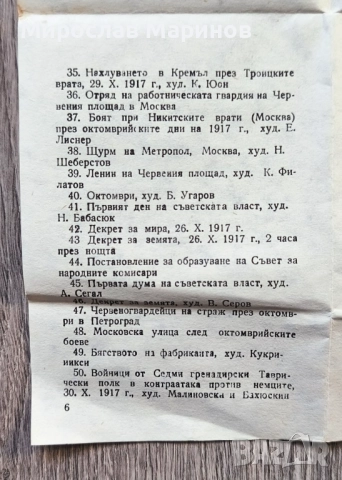 Мирослав Маринов
35. Нахлуването в Кремъл през Троицките
врата, 29. X. 1917 г., худ. К. Юон
36. Отряд на работническата гвардия на Чер-
вения площад в Москва
37. Боят при Никитските врати (Москва)
през октомврийските дни на 1917 г., худ. Е.
Лиснер
38. Щурм на Метропол, Москва, худ. Н.
Шеберстов
39. Ленин на Червения площад, худ. К. Фи-
латов
40. Октомври, худ. Б. Угаров
41. Първият ден на съветската власт, худ.
Н. Бабасюк
42. Декрет за мира, 26. X. 1917 г.
43 Декрет за земята, 26. X. 1917 г., 2 часа
през нощта
44. Постановление за образуване на Съвет за
народните комисари
45. Първата дума на съветската власт, худ.
А. Сегал
46. Декрет за земята, худ. В. Серов
47. Червеногвардейци на страж през октомв-
ри в Петроград
48. Московска улица след октомврийските
боеве
49. Бягството из фабриканта, худ. Кукри-
никси
50. Войници от Седми гренадирски Таври-
чески полк в контраатака против немците,
30. X. 1917 г., худ. Малиновски и Бахюскин
6
BAZAR